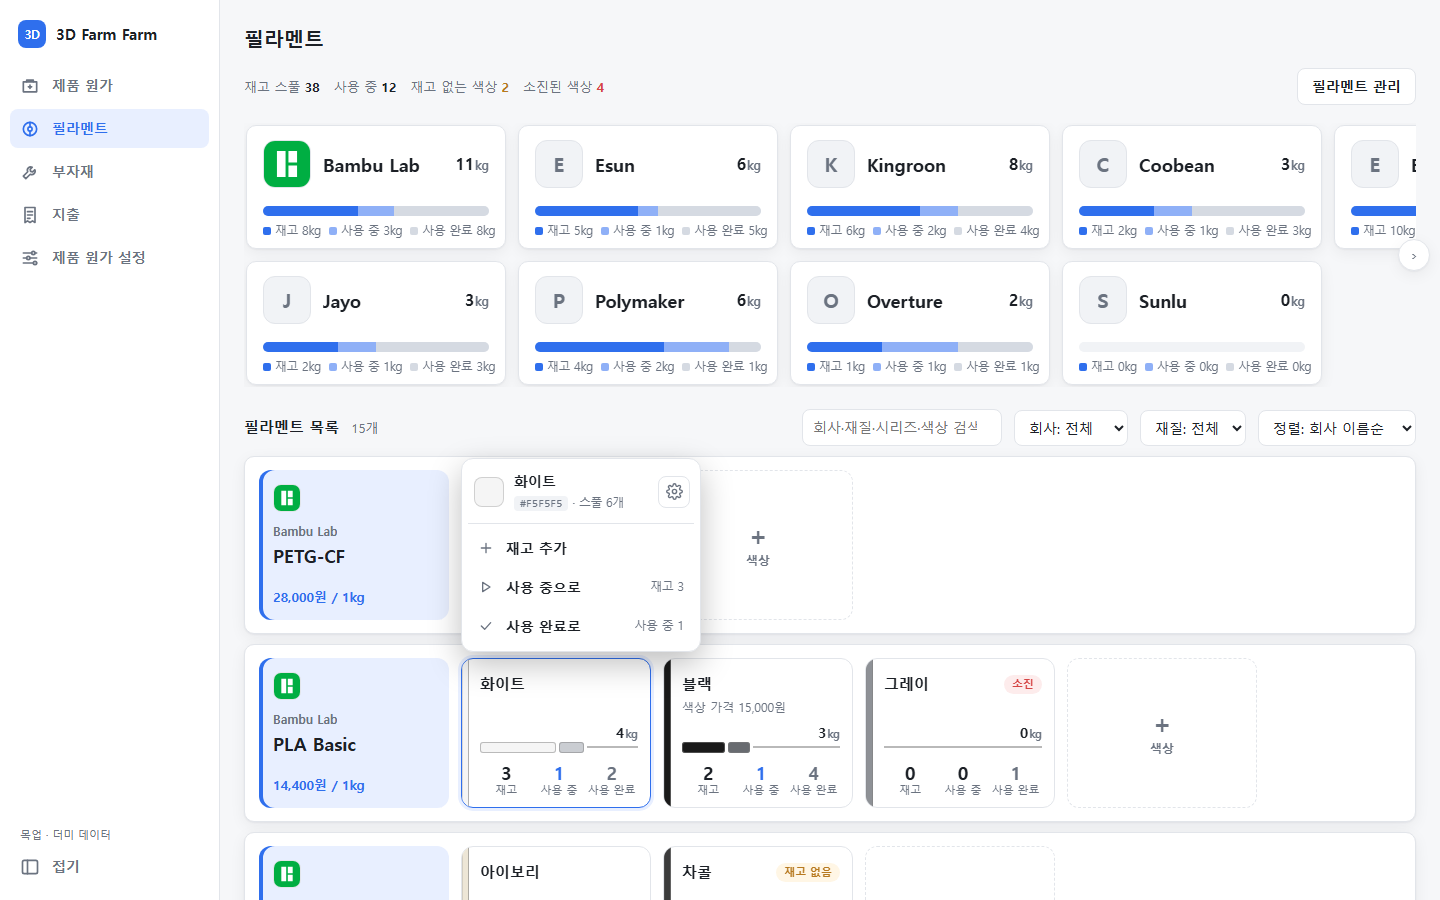 3D 3D Farm Farm
제품 원가
필라멘트
부자재
지출
제품 원가 설정
목업 · 더미 데이터
접기
필라멘트
재고 스풀 38 사용 중 12 재고 없는 색상 2 소진된 색상 4
필라멘트 관리
Bambu Lab 11kg
재고 8kg 사용 중 3kg 사용 완료 8kg
E Esun 6kg
재고 5kg 사용 중 1kg 사용 완료 5kg
K Kingroon 8kg
재고 6kg 사용 중 2kg 사용 완료 4kg
C Coobean 3kg
재고 2kg 사용 중 1kg 사용 완료 3kg
E
재고 10kg
J Jayo 3kg
재고 2kg 사용 중 1kg 사용 완료 3kg
P Polymaker 6kg
재고 4kg 사용 중 2kg 사용 완료 1kg
O Overture 2kg
재고 1kg 사용 중 1kg 사용 완료 1kg
S Sunlu 0kg
재고 0kg 사용 중 0kg 사용 완료 0kg
필라멘트 목록 15개
회사·재질·시리즈·색상 검색
회사: 전체
재질: 전체
정렬: 회사 이름순
Bambu Lab
PETG-CF
28,000원 / 1kg
화이트
#F5F5F5 · 스풀 6개
재고 추가
사용 중으로 재고 3
사용 완료로 사용 중 1
+
색상
Bambu Lab
PLA Basic
14,400원 / 1kg
화이트
4kg
3 1 2
재고 사용 중 사용 완료
블랙
색상 가격 15,000원
3kg
2 1 4
재고 사용 중 사용 완료
그레이 소진
0kg
0 0 1
재고 사용 중 사용 완료
+
색상
아이보리
차콜 재고 없음